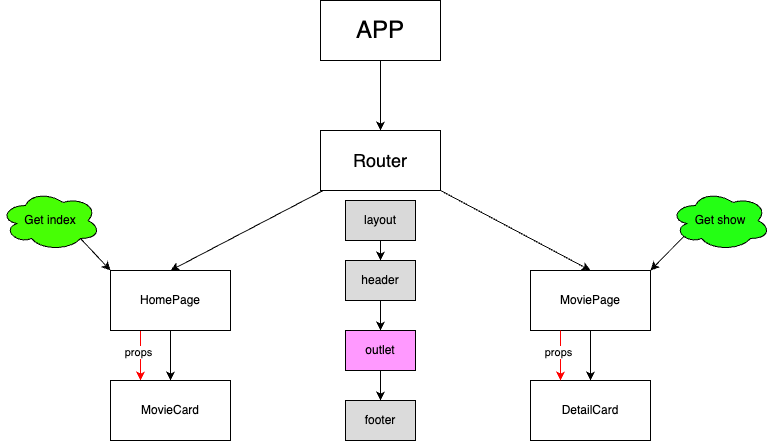 APP
Router
Get index
layout
Get show
header
HomePage
MoviePage
outlet
props
props
MovieCard
footer
DetailCard